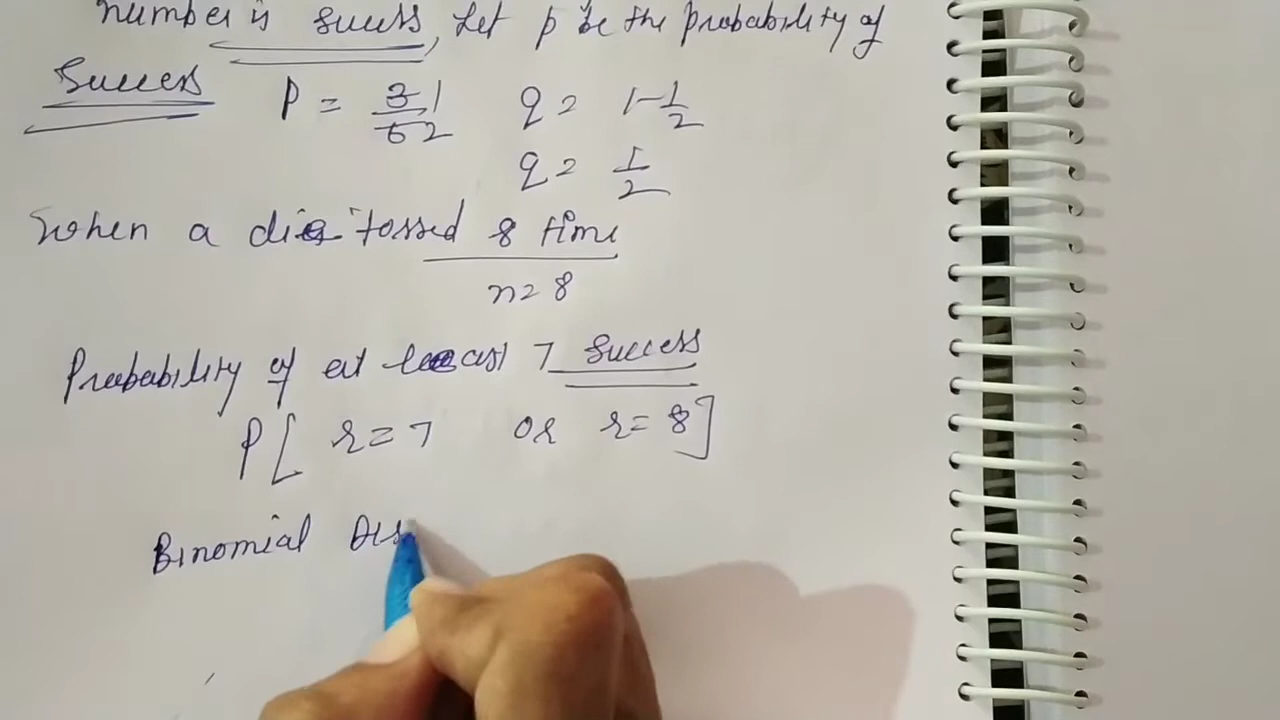 number is success, Let p be the probability of
Success P = 3/6 1/2 q = 1-1/2
q = 1/2
When a die tossed 8 time
n = 8
Probability of at least 7 Success
P[ r = 7 or r = 8]
Binomial Dis